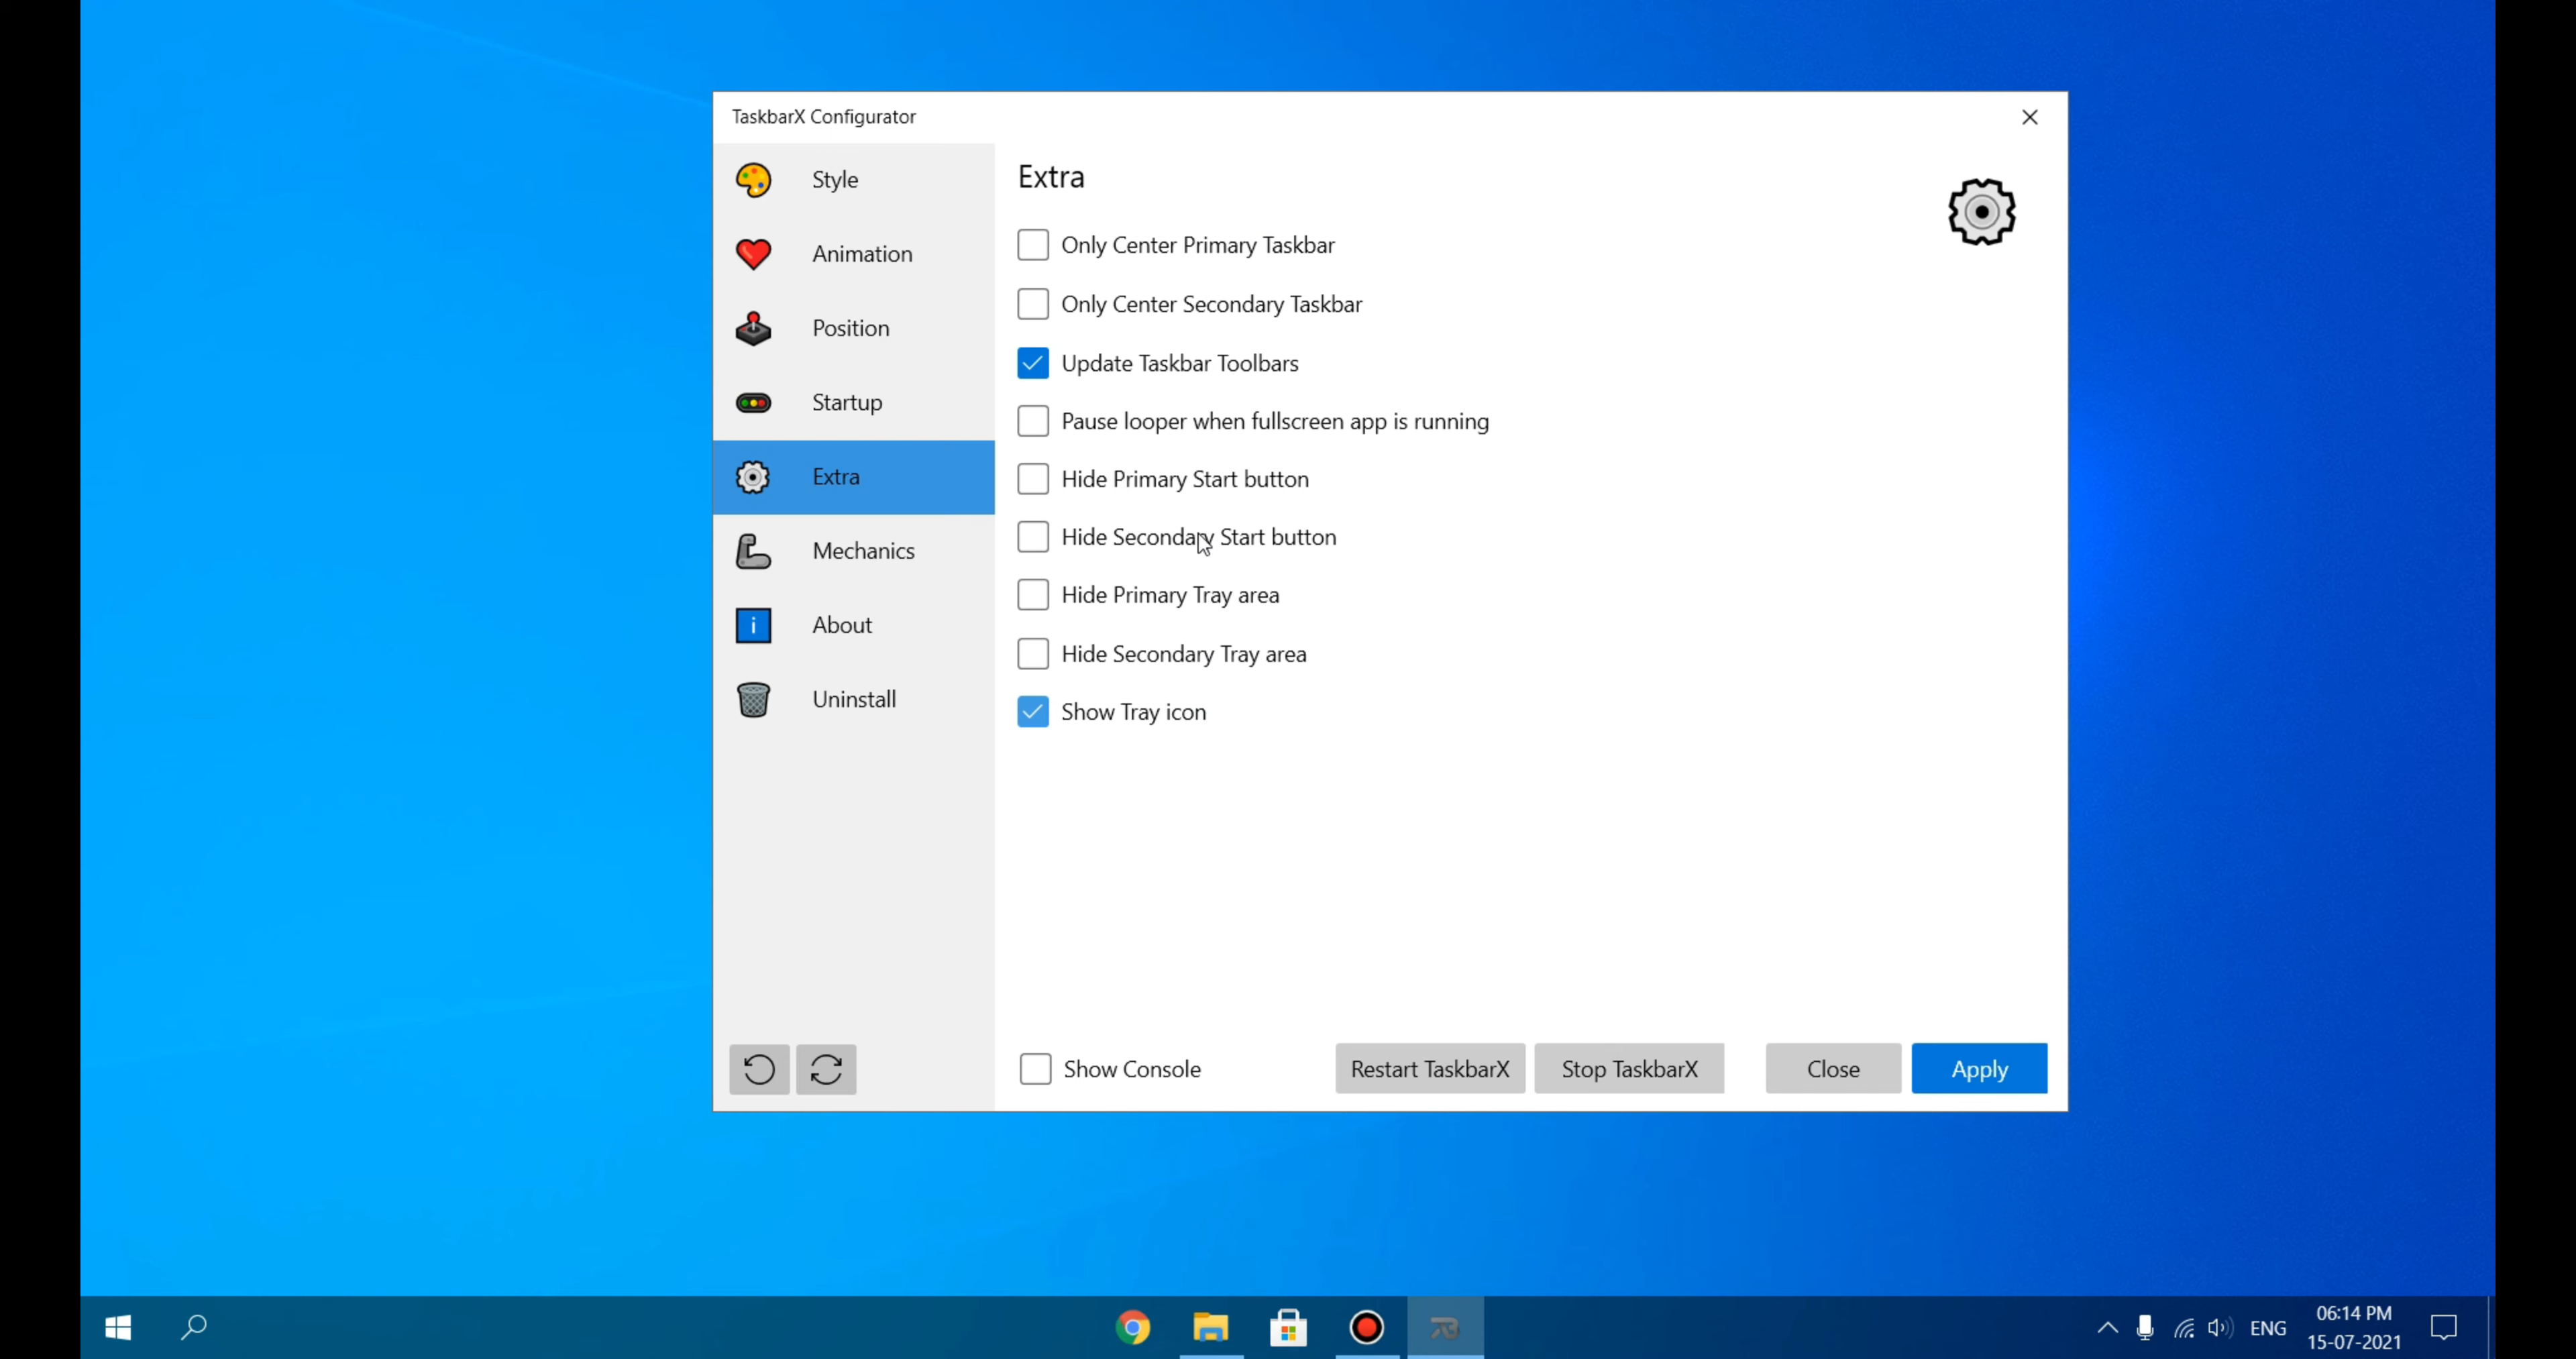 TaskbarX Configurator
Style
Animation
Position
Startup
Extra
Mechanics
About
Uninstall
Extra
Only Center Primary Taskbar
Only Center Secondary Taskbar
Update Taskbar Toolbars
Pause looper when fullscreen app is running
Hide Primary Start button
Hide Secondary Start button
Hide Primary Tray area
Hide Secondary Tray area
Show Tray icon
Show Console
Restart TaskbarX
Stop TaskbarX
Close
Apply
ENG
06:14 PM
15-07-2021